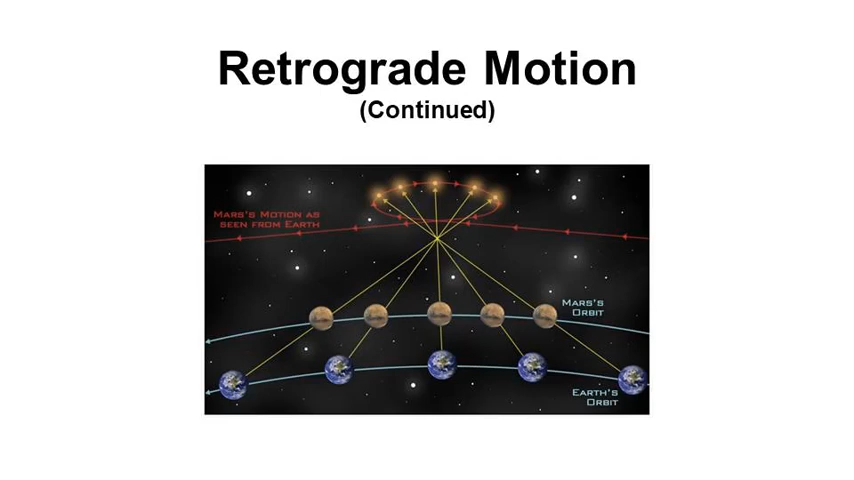 Retrograde Motion
(Continued)
Mars's Motion as
seen from Earth
Mars's
Orbit
Earth's
Orbit